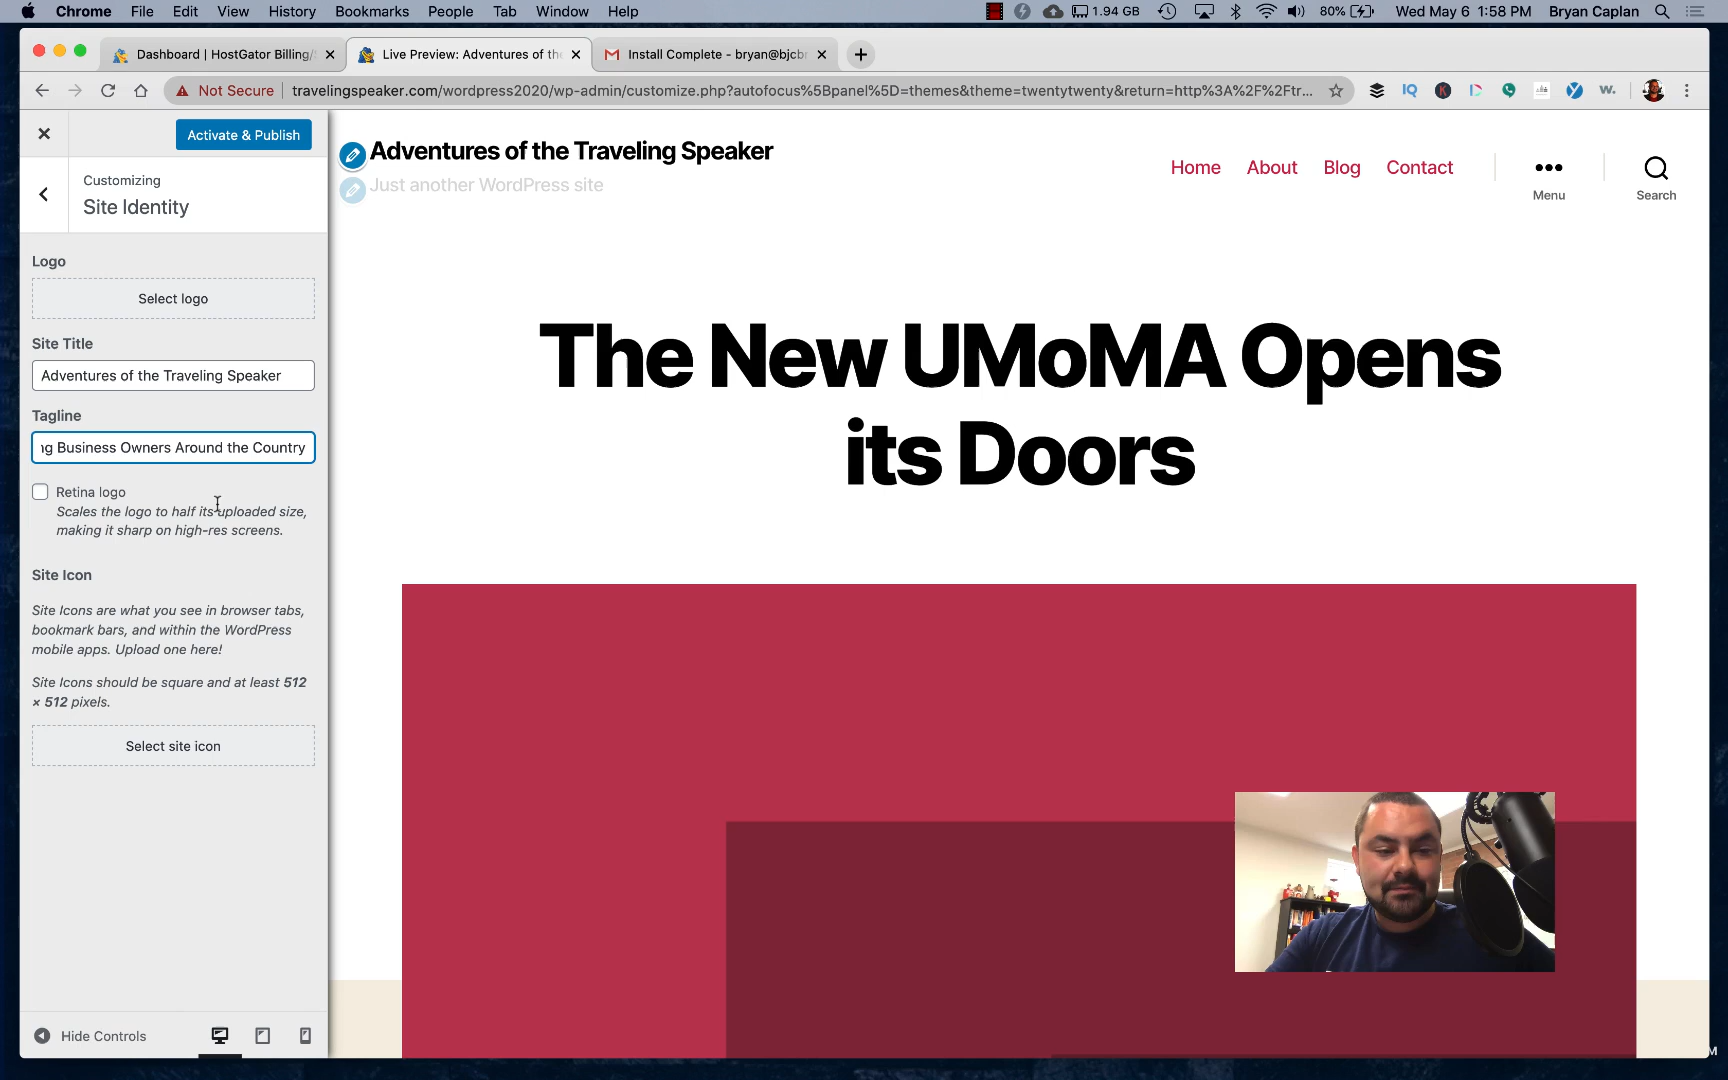 Chrome File Edit View History Bookmarks People Tab Window Help 1.94 GB 80% Wed May 6 1:58 PM Bryan Caplan
Dashboard | HostGator Billing/
Live Preview: Adventures of the
Install Complete - bryan@bjcbr
Not Secure travelingspeaker.com/wordpress2020/wp-admin/customize.php?autofocus%5Bpanel%5D=themes&theme=twentytwenty&return=http%3A%2F%2Ftr...
Activate & Publish
Customizing
Site Identity
Logo
Select logo
Site Title
Adventures of the Traveling Speaker
Tagline
ng Business Owners Around the Country
Retina logo
Scales the logo to half its uploaded size,
making it sharp on high-res screens.
Site Icon
Site Icons are what you see in browser tabs,
bookmark bars, and within the WordPress
mobile apps. Upload one here!
Site Icons should be square and at least 512
× 512 pixels.
Select site icon
Hide Controls
Adventures of the Traveling Speaker
Just another WordPress site
Home About Blog Contact
Menu
Search
The New UMoMA Opens
its Doors